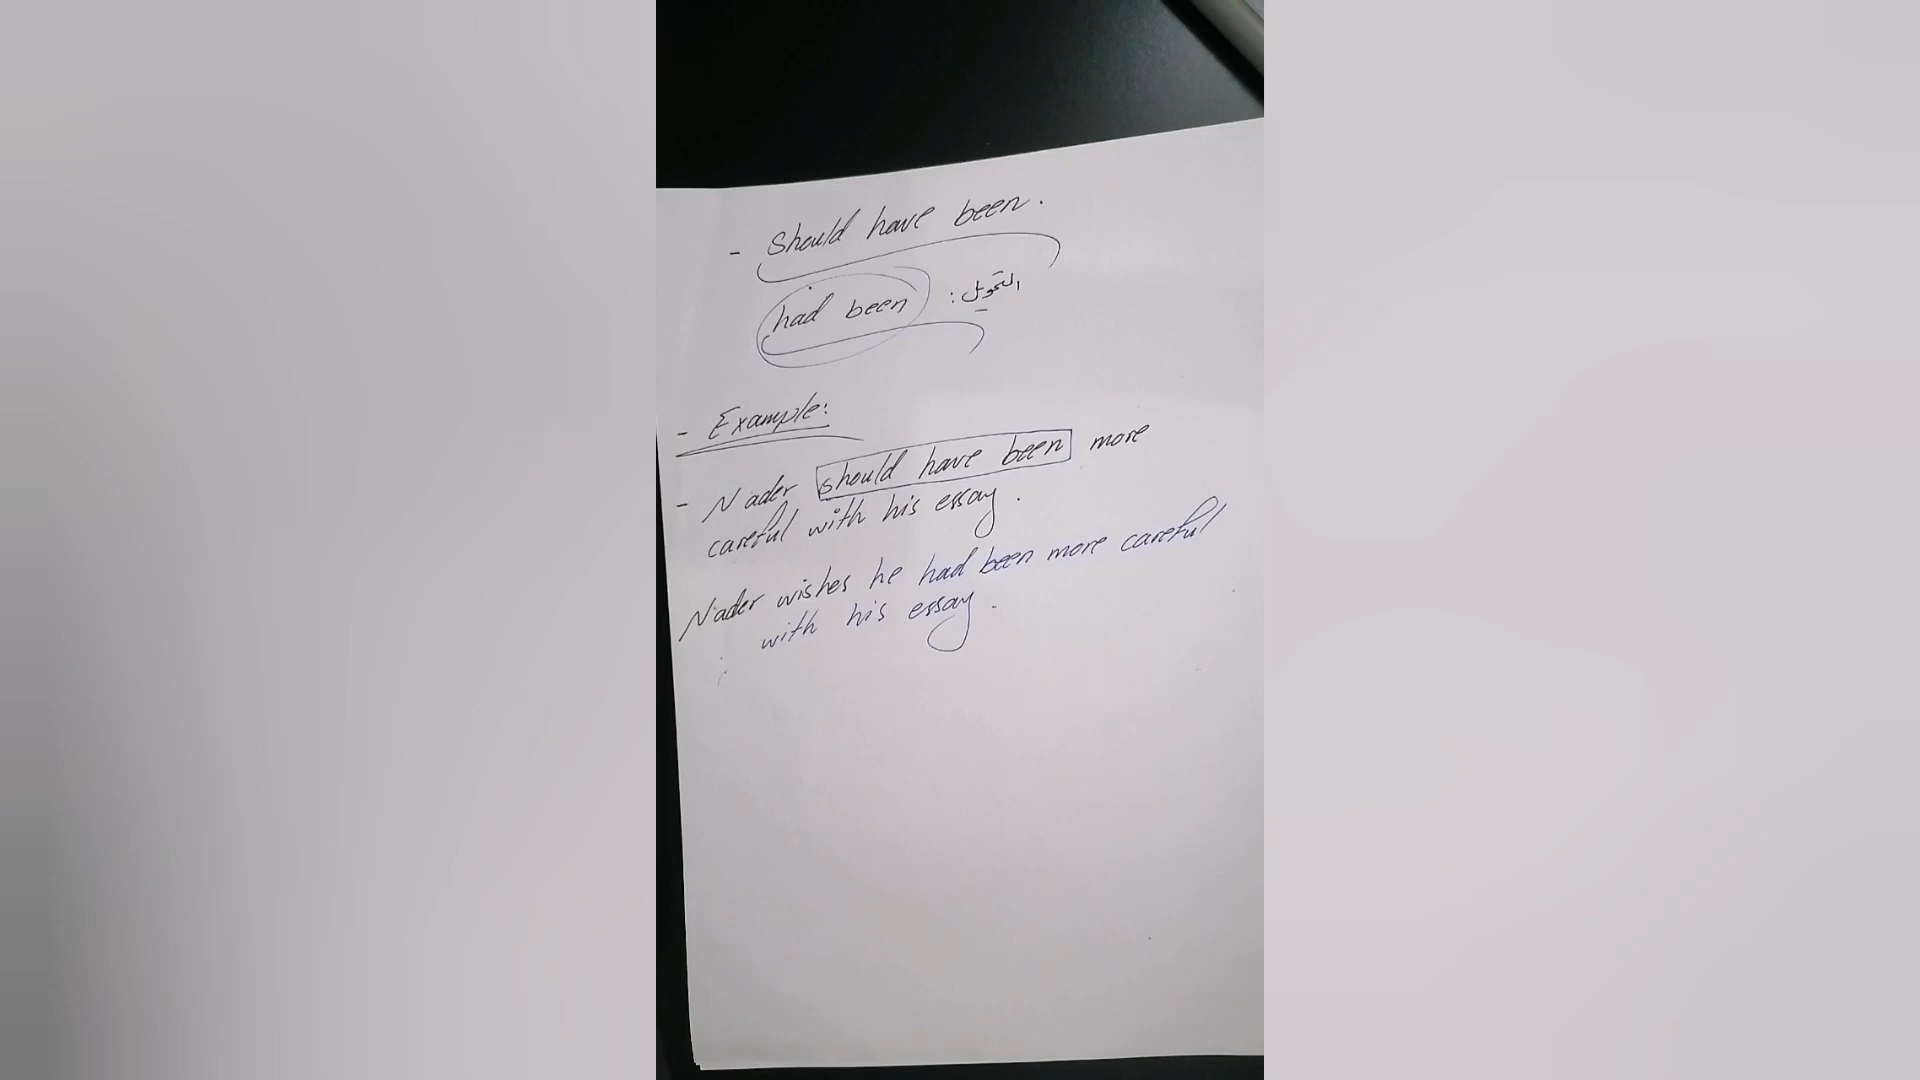 - Should have been.
had been : التحويل
- Example:
- Nader should have been more
careful with his essay.
Nader wishes he had been more careful
with his essay.